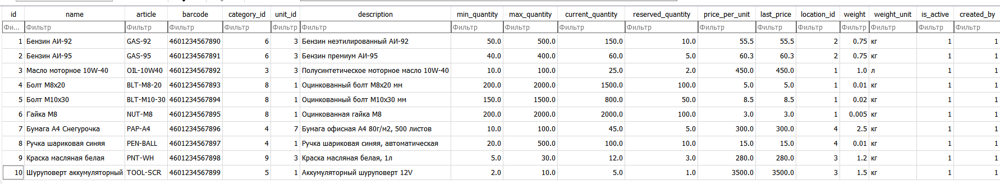 id name article barcode category_id unit_id description min_quantity max_quantity current_quantity reserved_quantity price_per_unit last_price location_id weight weight_unit is_active created_by
Фи... Фильтр Фильтр Фильтр Фильтр Фильтр Фильтр Фильтр Фильтр Фильтр Фильтр Фильтр Фильтр Фильтр Фильтр Фильтр Фильтр Фильтр
1 Бензин АИ-92 GAS-92 4601234567890 6 3 Бензин неэтилированный АИ-92 50.0 500.0 150.0 10.0 55.5 55.5 2 0.75 кг 1 1
2 Бензин АИ-95 GAS-95 4601234567891 6 3 Бензин премиум АИ-95 40.0 400.0 60.0 5.0 60.3 60.3 2 0.75 кг 1 1
3 Масло моторное 10W-40 OIL-10W40 4601234567892 3 3 Полусинтетическое моторное масло 10W-40 10.0 100.0 25.0 2.0 450.0 450.0 1 1.0 л 1 1
4 Болт М8х20 BLT-M8-20 4601234567893 8 1 Оцинкованный болт М8х20 мм 200.0 2000.0 1500.0 100.0 5.0 5.0 1 0.01 кг 1 1
5 Болт М10х30 BLT-M10-30 4601234567894 8 1 Оцинкованный болт М10х30 мм 150.0 1500.0 800.0 50.0 8.5 8.5 1 0.02 кг 1 1
6 Гайка М8 NUT-M8 4601234567895 8 1 Оцинкованная гайка М8 200.0 2000.0 2000.0 100.0 3.0 3.0 1 0.005 кг 1 1
7 Бумага А4 Снегурочка PAP-A4 4601234567896 4 7 Бумага офисная А4 80г/м2, 500 листов 10.0 100.0 45.0 5.0 300.0 300.0 4 2.5 кг 1 1
8 Ручка шариковая синяя PEN-BALL 4601234567897 4 1 Ручка шариковая синяя, автоматическая 20.0 500.0 100.0 10.0 15.0 15.0 4 0.01 кг 1 1
9 Краска масляная белая PNT-WH 4601234567898 9 3 Краска масляная белая, 1л 5.0 30.0 12.0 3.0 280.0 280.0 3 1.2 кг 1 1
10 Шуруповерт аккумуляторный TOOL-SCR 4601234567899 5 1 Аккумуляторный шуруповерт 12V 2.0 10.0 5.0 1.0 3500.0 3500.0 3 1.5 кг 1 1